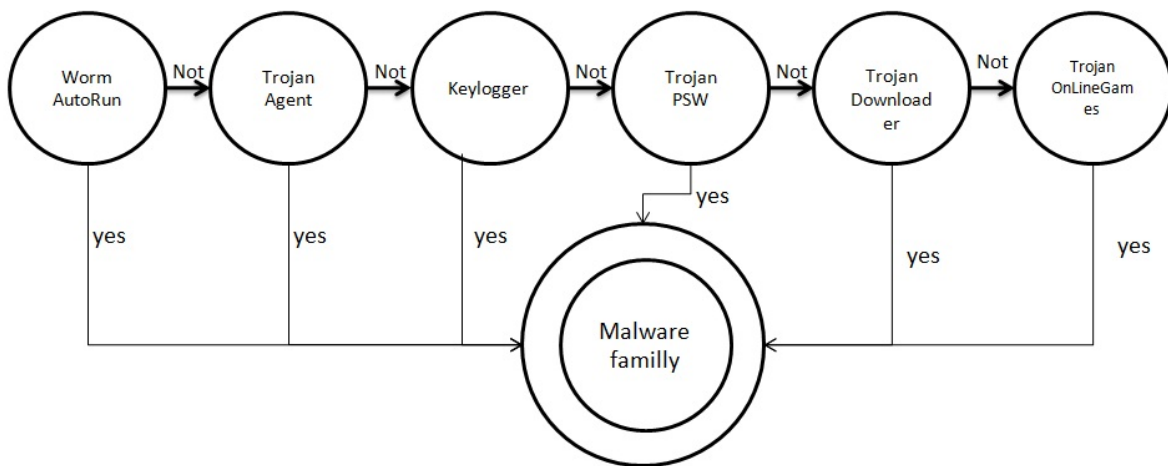 Worm
AutoRun
Not
Trojan
Agent
Not
Keylogger
Not
Trojan
PSW
Not
Trojan
Download
er
Not
Trojan
OnLineGam
es
yes
yes
yes
yes
yes
yes
Malware
familly